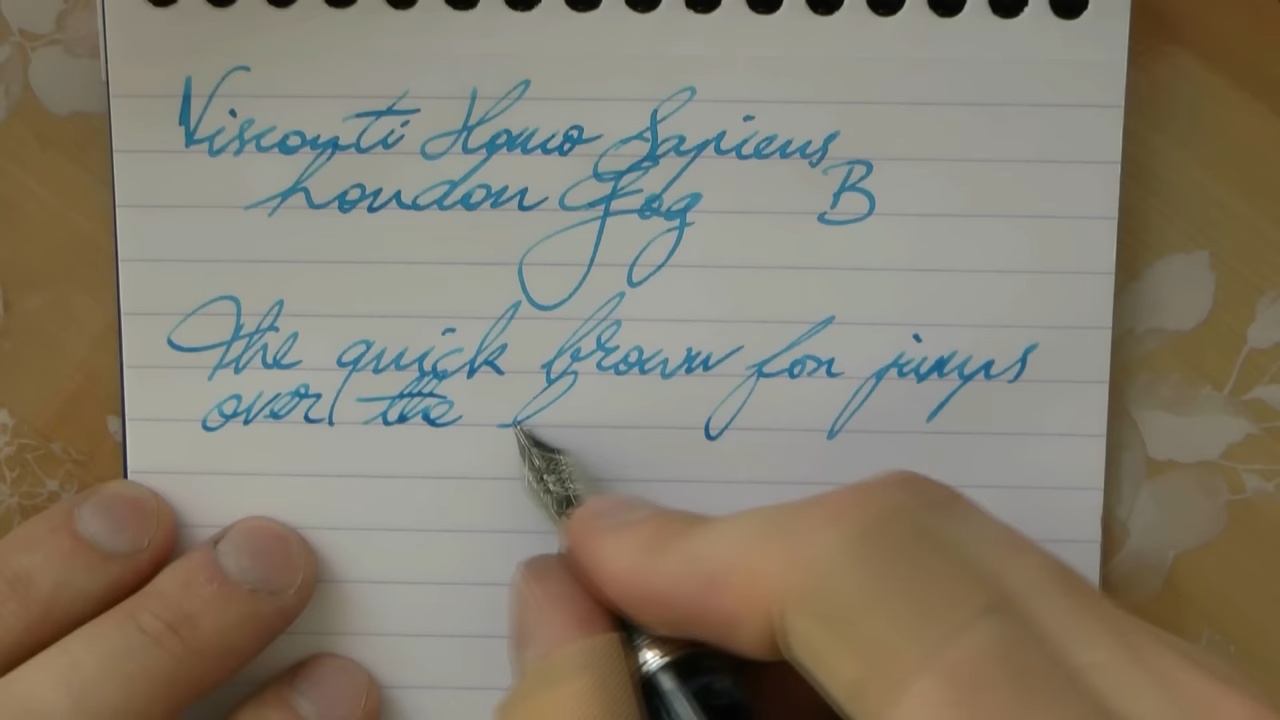 Visconti Homo Sapiens
London Fog B
The quick brown fox jumps
over the